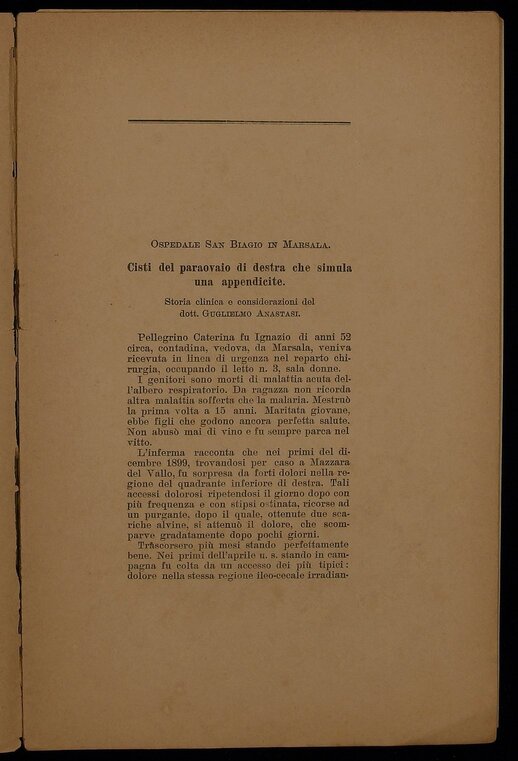 OSPEDALE SAN BIAGIO IN MARSALA.
Cisti del paraovaio di destra che simula
una appendicite.
Storia clinica e considerazioni del
dott. GUGLIELMO ANASTASI.
Pellegrino Caterina fu Ignazio di anni 52
circa, contadina, vedova, da Marsala, veniva
ricevuta in linea di urgenza nel reparto chi-
rurgia, occupando il letto n. 3, sala donne.
I genitori sono morti di malattia acuta del-
l'albero respiratorio. Da ragazza non ricorda
altra malattia sofferta che la malaria. Mestruò
la prima volta a 15 anni. Maritata giovane,
ebbe figli che godono ancora perfetta salute.
Non abusò mai di vino e fu sempre parca nel
vitto.
L'inferma racconta che nei primi del di-
cembre 1899, trovandosi per caso a Mazzara
del Vallo, fu sorpresa da forti dolori nella re-
gione del quadrante inferiore di destra. Tali
accessi dolorosi ripetendosi il giorno dopo con
più frequenza e con stipsi ostinata, ricorse ad
un purgante, dopo il quale, ottenute due sca-
riche alvine, si attenuò il dolore, che scom-
parve gradatamente dopo pochi giorni.
Trascorsero più mesi stando perfettamente
bene. Nei primi dell'aprile u. s. stando in cam-
pagna fu colta da un accesso dei più tipici:
dolore nella stessa regione ileo-cecale irradian-